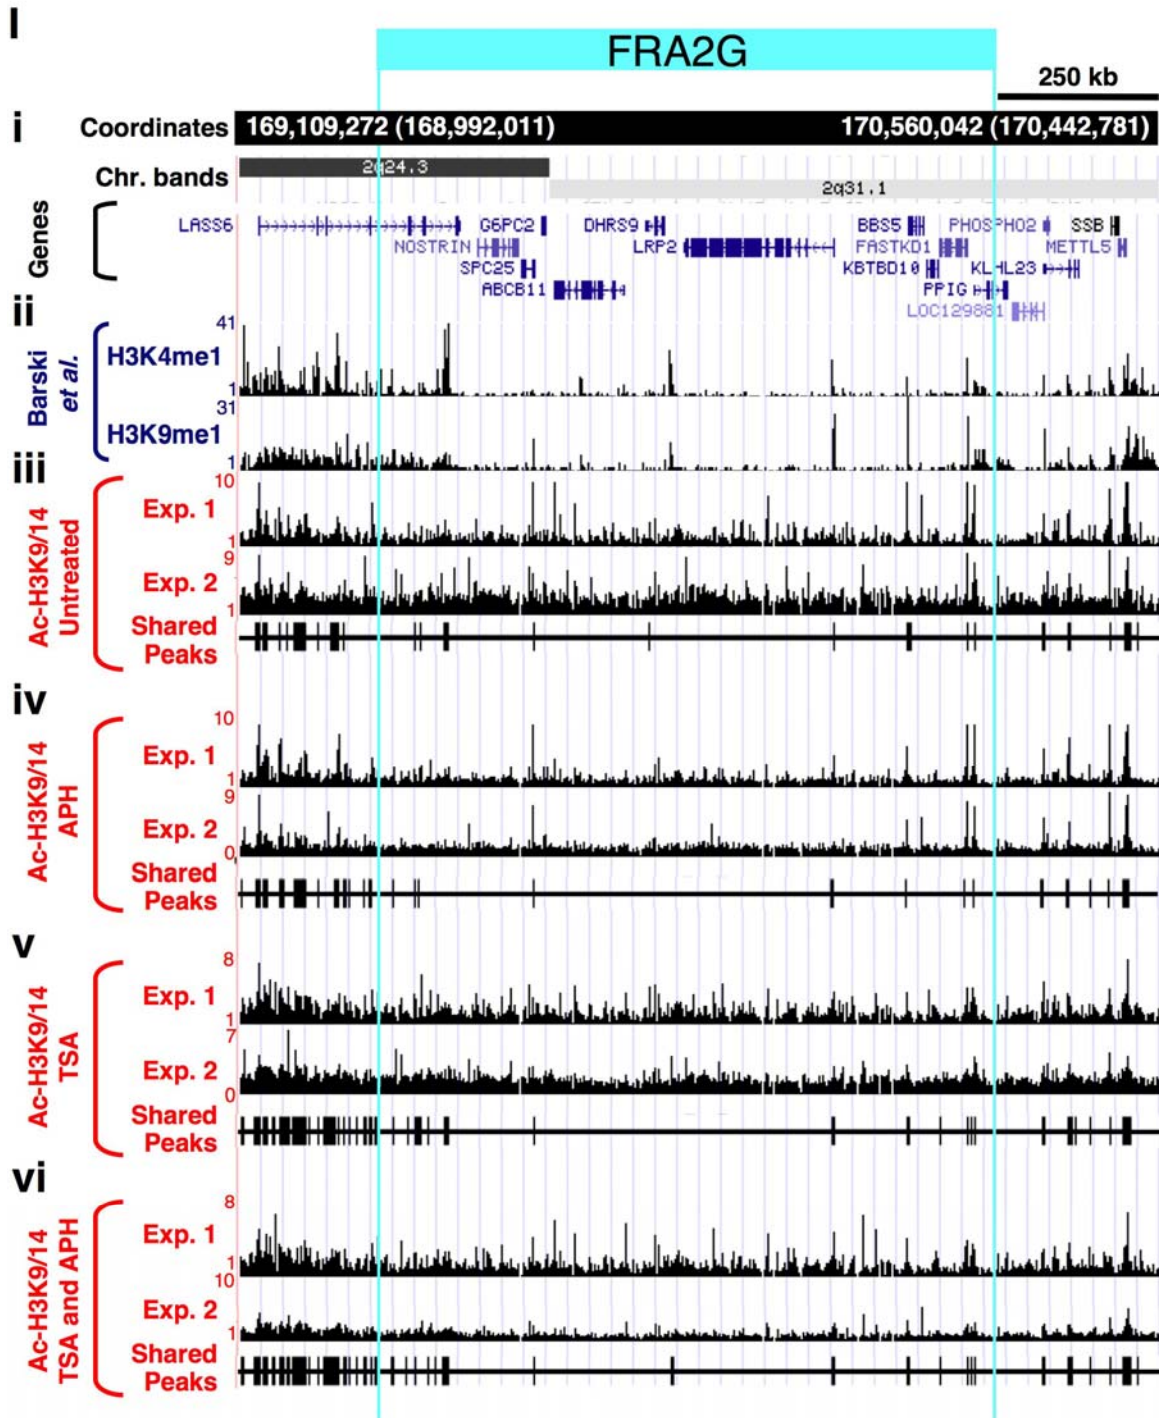 I
FRA2G
250 kb
i
Coordinates
169,109,272 (168,992,011)
170,560,042 (170,442,781)
Chr. bands
2q24.3
2q31.1
Genes
LASS6
G6PC2
DHRS9
BBS5
PHOSPHO2
SSB
NOSTRIN
LRP2
FASTKD1
METTL5
SPC25
KBTBD10
KLHL23
ABCB11
PPIG
LOC129881
ii
Barski
et al.
41
H3K4me1
1
31
H3K9me1
1
iii
Ac-H3K9/14
Untreated
10
Exp. 1
1
9
Exp. 2
1
Shared
Peaks
iv
Ac-H3K9/14
APH
10
Exp. 1
1
9
Exp. 2
0
Shared
Peaks
v
Ac-H3K9/14
TSA
8
Exp. 1
1
7
Exp. 2
0
Shared
Peaks
vi
Ac-H3K9/14
TSA and APH
8
Exp. 1
1
10
Exp. 2
1
Shared
Peaks